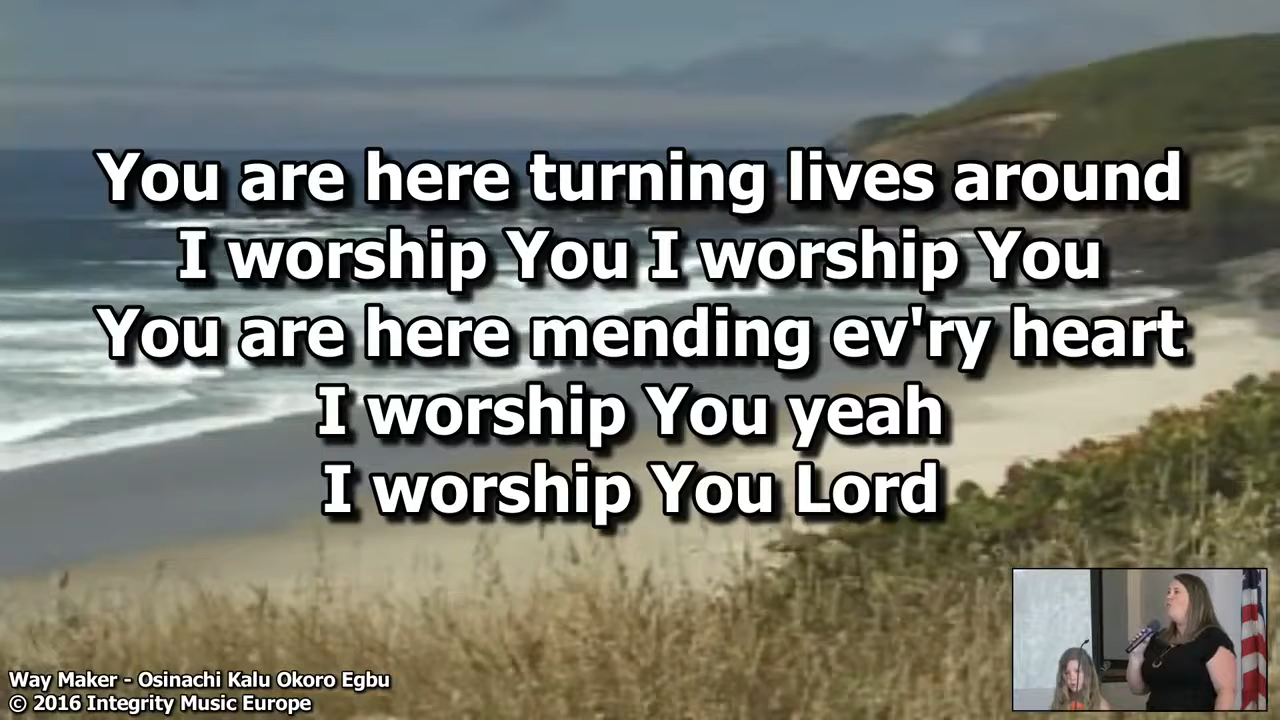 You are here turning lives around
I worship You I worship You
You are here mending ev'ry heart
I worship You yeah
I worship You Lord
Way Maker - Osinachi Kalu Okoro Egbu
© 2016 Integrity Music Europe